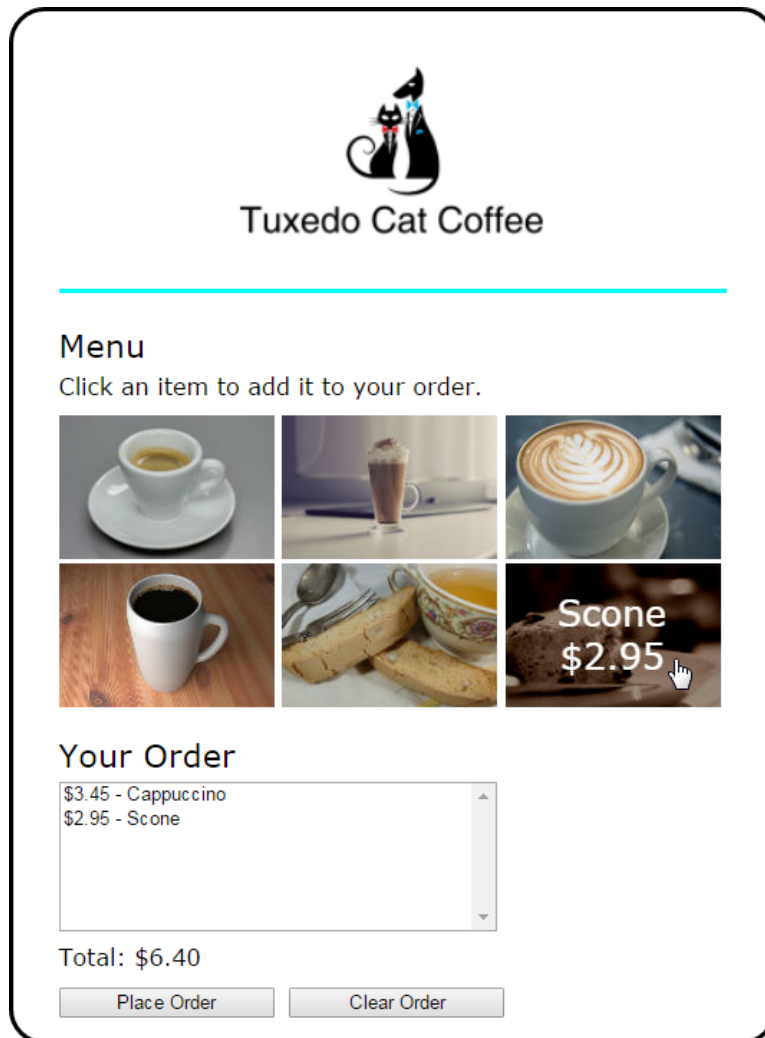 Tuxedo Cat Coffee
Menu
Click an item to add it to your order.
Scone
$2.95
Your Order
$3.45 - Cappuccino
$2.95 - Scone
Total: $6.40
Place Order
Clear Order